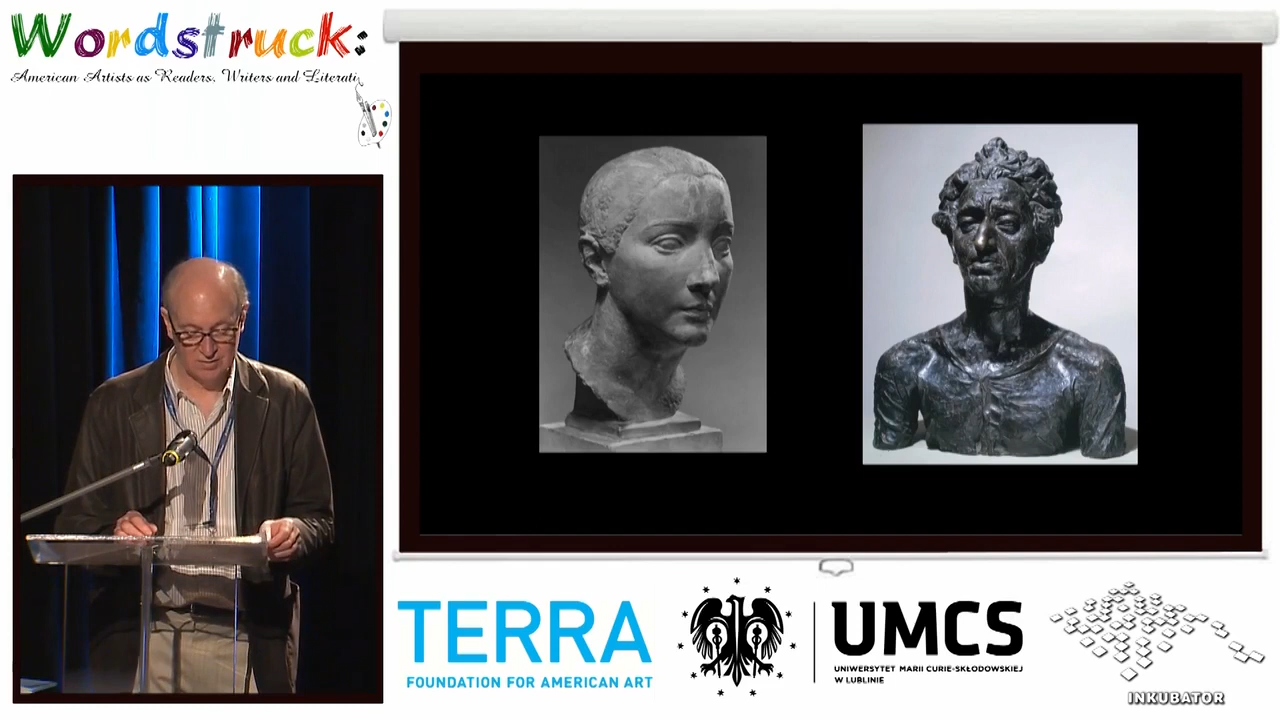 Wordstruck:
American Artists as Readers, Writers and Literati
TERRA
FOUNDATION FOR AMERICAN ART
UMCS
UNIWERSYTET MARII CURIE-SKŁODOWSKIEJ
W LUBLINIE
INKUBATOR